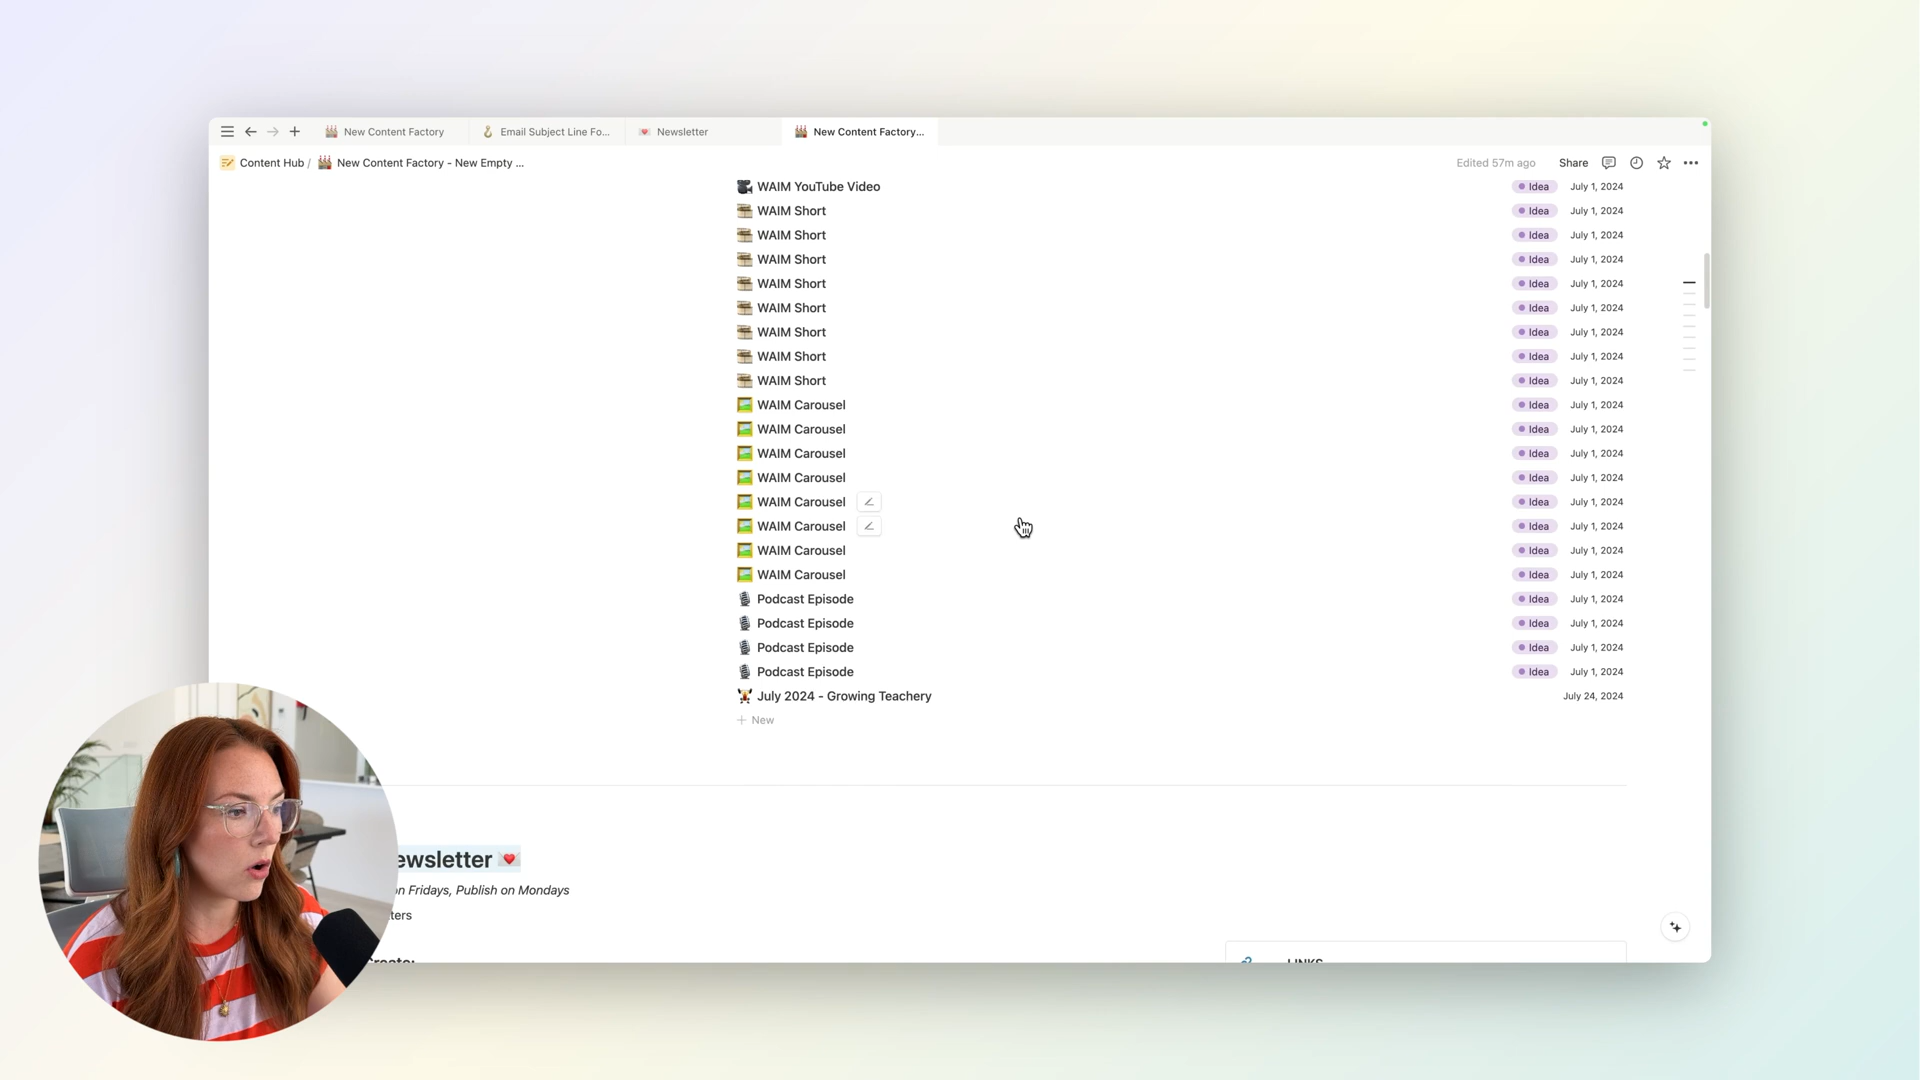 New Content Factory
Email Subject Line Fo...
Newsletter
New Content Factory...
Content Hub / New Content Factory - New Empty ...
Edited 57m ago Share
WAIM YouTube Video Idea July 1, 2024
WAIM Short Idea July 1, 2024
WAIM Short Idea July 1, 2024
WAIM Short Idea July 1, 2024
WAIM Short Idea July 1, 2024
WAIM Short Idea July 1, 2024
WAIM Short Idea July 1, 2024
WAIM Short Idea July 1, 2024
WAIM Short Idea July 1, 2024
WAIM Carousel Idea July 1, 2024
WAIM Carousel Idea July 1, 2024
WAIM Carousel Idea July 1, 2024
WAIM Carousel Idea July 1, 2024
WAIM Carousel Idea July 1, 2024
WAIM Carousel Idea July 1, 2024
WAIM Carousel Idea July 1, 2024
WAIM Carousel Idea July 1, 2024
Podcast Episode Idea July 1, 2024
Podcast Episode Idea July 1, 2024
Podcast Episode Idea July 1, 2024
Podcast Episode Idea July 1, 2024
July 2024 - Growing Teachery July 24, 2024
+ New
ewsletter
n Fridays, Publish on Mondays
ters
Create:
LINKS